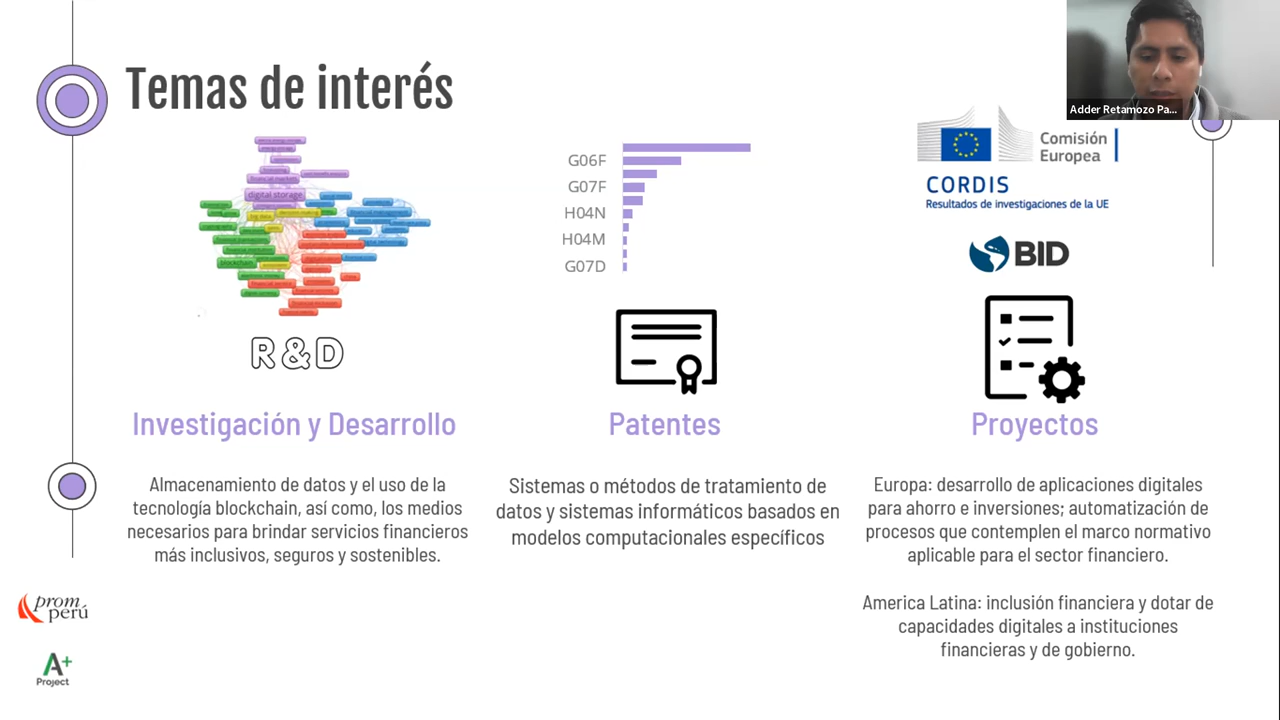 Temas de interés
Adder Retamozo Pa...
digital storage
big data
blockchain
R&D
Investigación y Desarrollo
Almacenamiento de datos y el uso de la
tecnología blockchain, así como, los medios
necesarios para brindar servicios financieros
más inclusivos, seguros y sostenibles.
G06F
G07F
H04N
H04M
G07D
Patentes
Sistemas o métodos de tratamiento de
datos y sistemas informáticos basados en
modelos computacionales específicos
Comisión
Europea
CORDIS
Resultados de investigaciones de la UE
BID
Proyectos
Europa: desarrollo de aplicaciones digitales
para ahorro e inversiones; automatización de
procesos que contemplen el marco normativo
aplicable para el sector financiero.
America Latina: inclusión financiera y dotar de
capacidades digitales a instituciones
financieras y de gobierno.
prom
perú
A+
Project